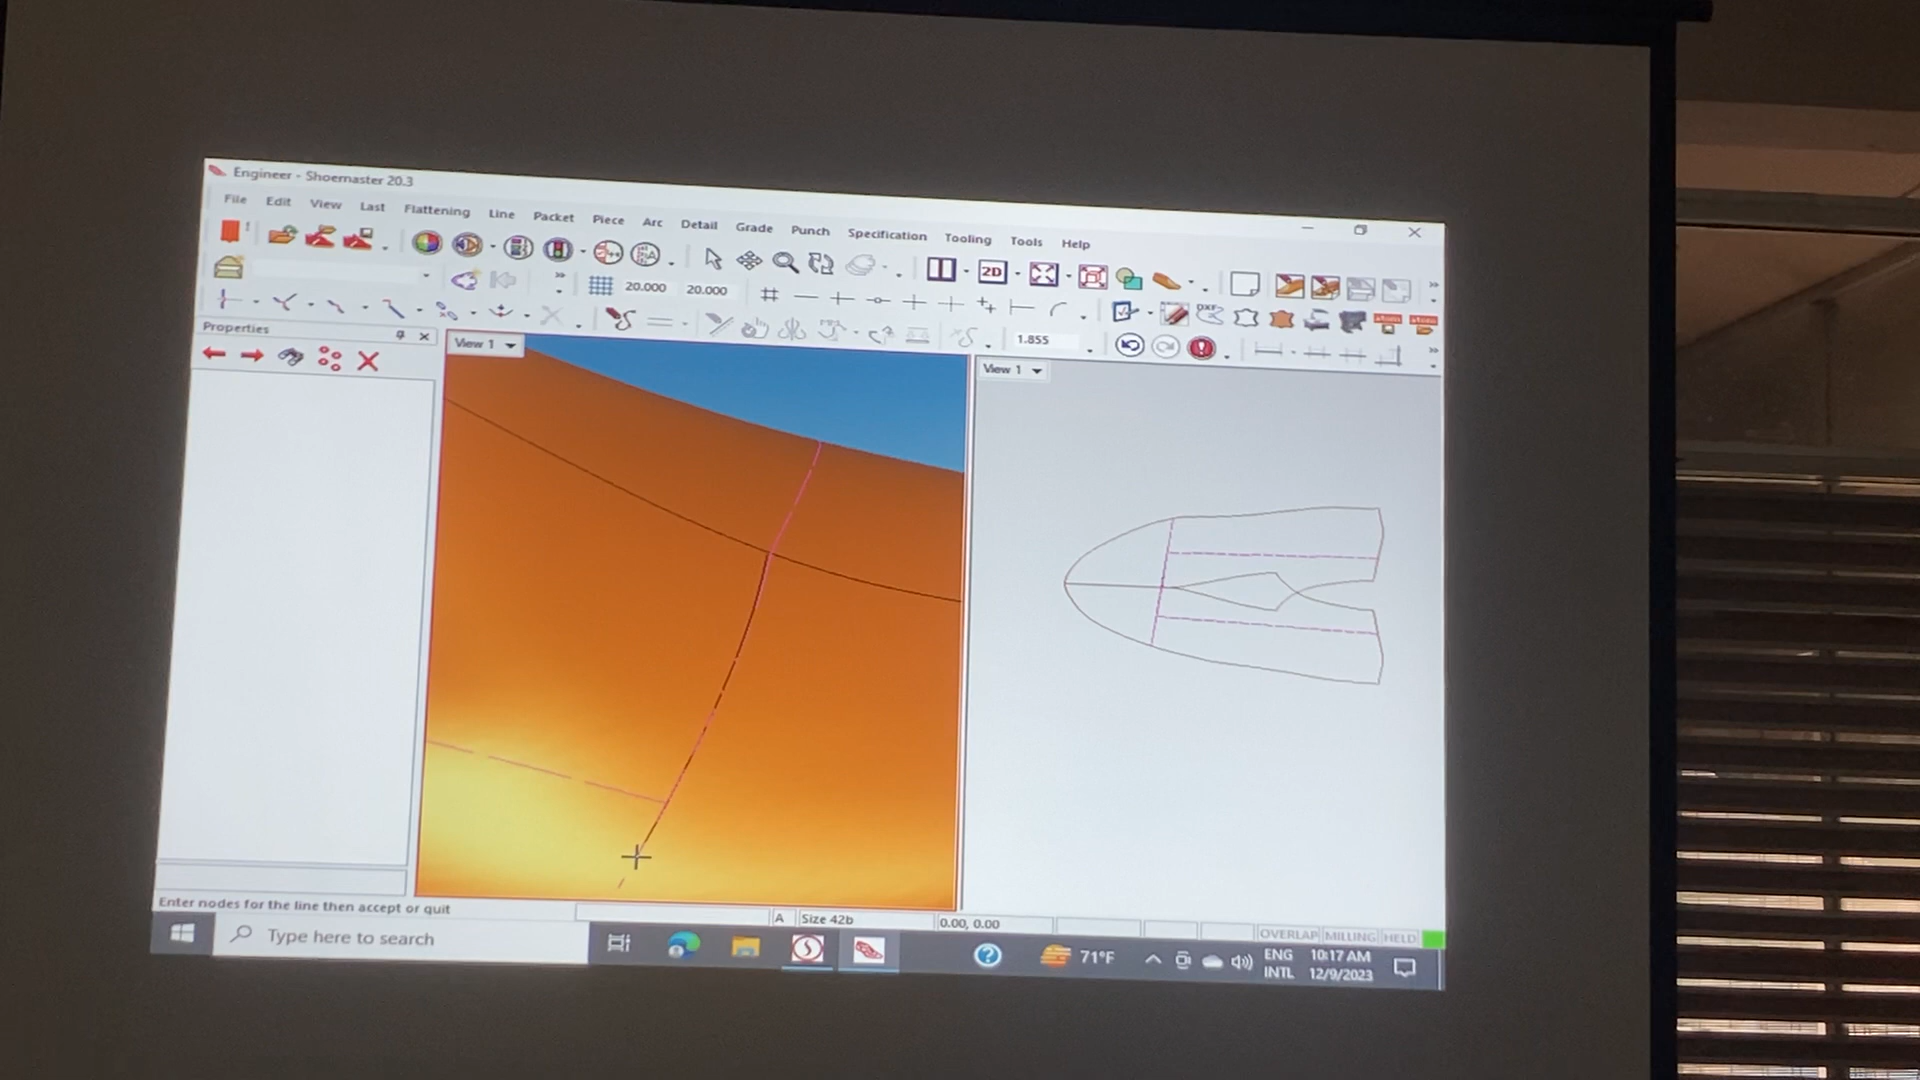 Engineer - Shoemaster 20.3
File Edit View Last Flattening Line Packet Piece Arc Detail Grade Punch Specification Tooling Tools Help
2D
20.000 20.000
DXF
1.855
Properties
View 1
View 1
Enter nodes for the line then accept or quit
A Size 42b 0.00, 0.00
OVERLAP MILLING HELD
Type here to search
71°F
ENG 10:17 AM
INTL 12/9/2023